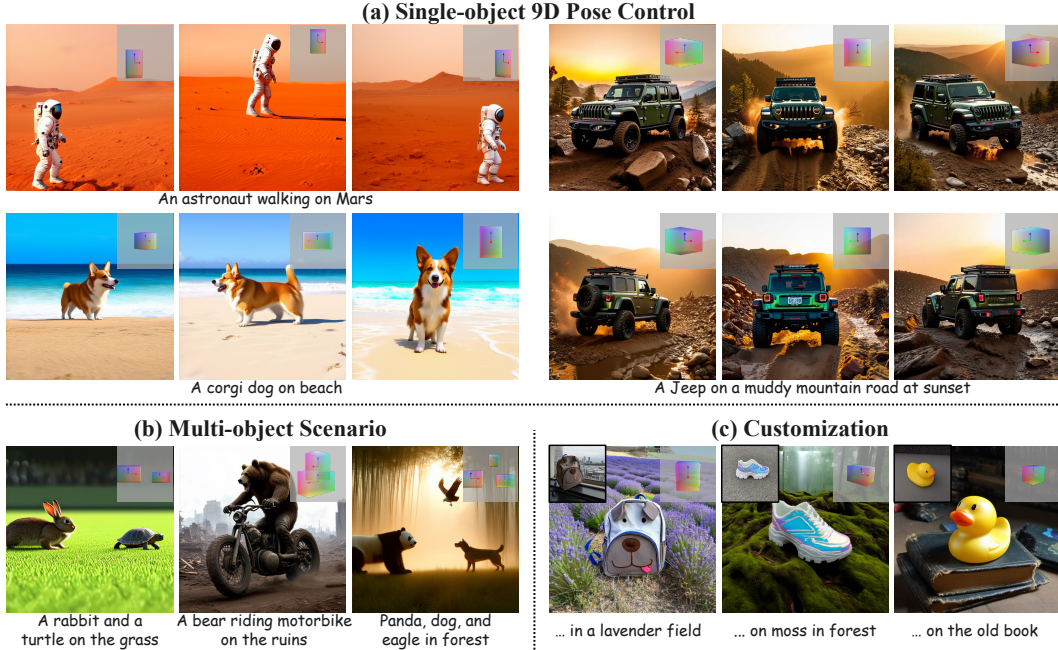 (a) Single-object 9D Pose Control
An astronaut walking on Mars
A corgi dog on beach
A Jeep on a muddy mountain road at sunset
(b) Multi-object Scenario
A rabbit and a
turtle on the grass
A bear riding motorbike
on the ruins
Panda, dog, and
eagle in forest
(c) Customization
... in a lavender field
... on moss in forest
... on the old book